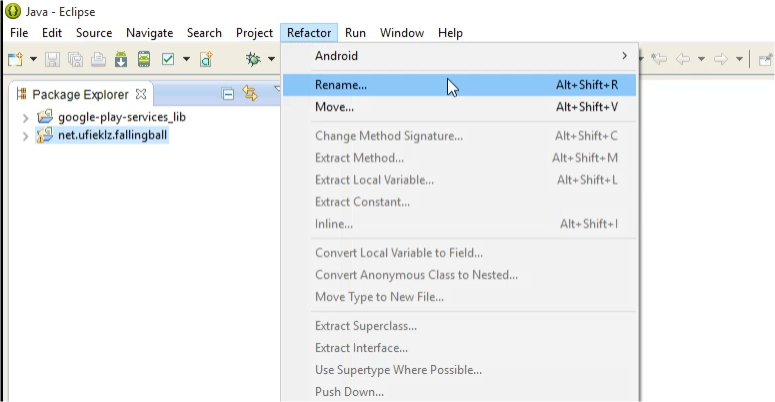 Java - Eclipse
File Edit Source Navigate Search Project Refactor Run Window Help
Android
Package Explorer
Rename... Alt+Shift+R
Move... Alt+Shift+V
google-play-services_lib
net.ufieklz.fallingball
Change Method Signature... Alt+Shift+C
Extract Method... Alt+Shift+M
Extract Local Variable... Alt+Shift+L
Extract Constant...
Inline... Alt+Shift+I
Convert Local Variable to Field...
Convert Anonymous Class to Nested...
Move Type to New File...
Extract Superclass...
Extract Interface...
Use Supertype Where Possible...
Push Down...